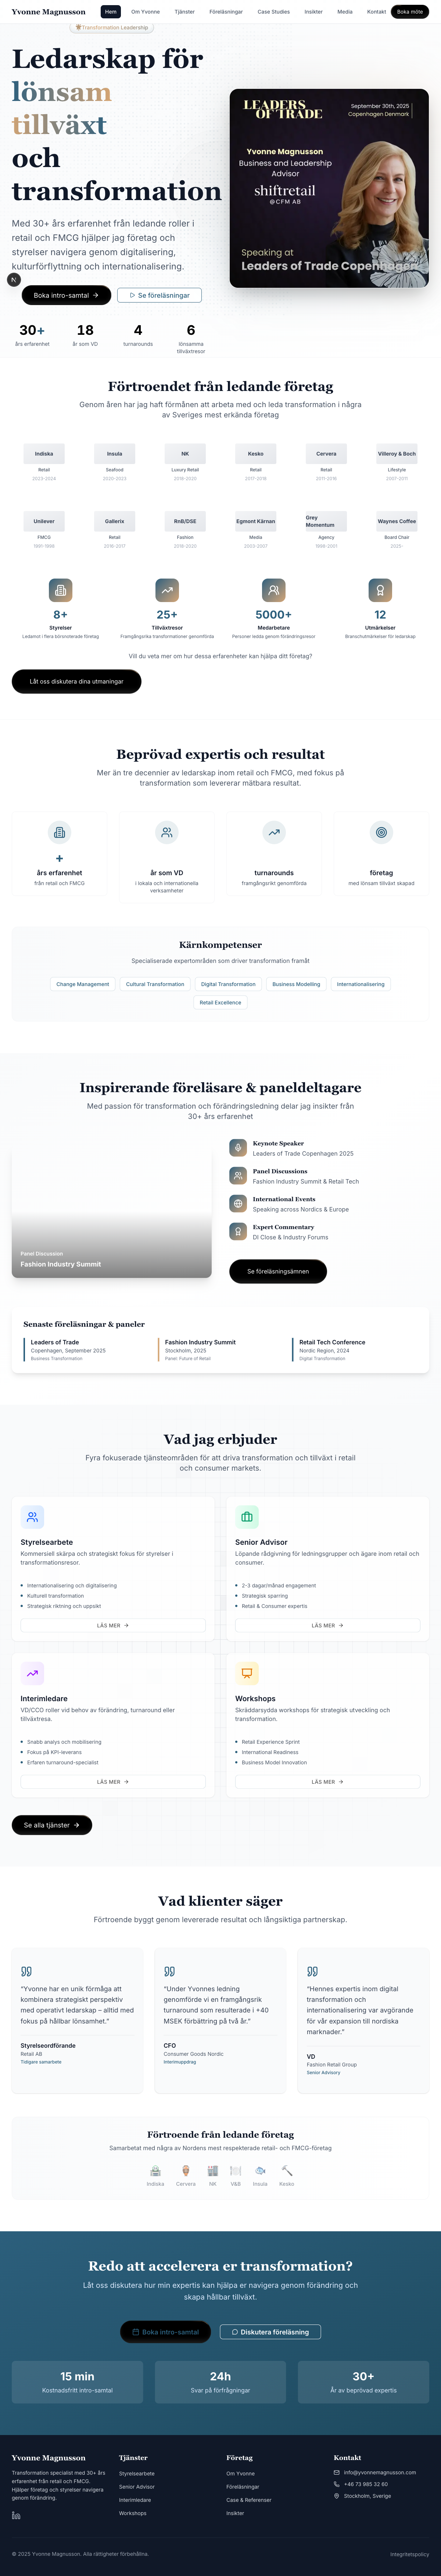 Yvonne Magnusson
Hem
Om Yvonne
Tjänster
Föreläsningar
Case Studies
Insikter
Media
Kontakt
Boka möte
Transformation Leadership
Ledarskap för
lönsam
tillväxt
och
transformation
Med 30+ års erfarenhet från ledande roller i
retail och FMCG hjälper jag företag och
styrelser navigera genom digitalisering,
kulturförflyttning och internationalisering.
Boka intro-samtal
Se föreläsningar
30+
års erfarenhet
18
år som VD
4
turnarounds
6
lönsamma
tillväxtresor
LEADERS
OF TRADE
September 30th, 2025
Copenhagen Denmark
Yvonne Magnusson
Business and Leadership
Advisor
shiftretail
@CFM AB
Speaking at
Leaders of Trade Copenhagen
N
Förtroendet från ledande företag
Genom åren har jag haft förmånen att arbeta med och leda transformation i några
av Sveriges mest erkända företag
Indiska
Retail
2023-2024
Insula
Seafood
2020-2023
NK
Luxury Retail
2018-2020
Kesko
Retail
2017-2018
Cervera
Retail
2011-2016
Villeroy & Boch
Lifestyle
2007-2011
Unilever
FMCG
1991-1998
Gallerix
Retail
2016-2017
RnB/DSE
Fashion
2018-2020
Egmont Kärnan
Media
2003-2007
Grey
Momentum
Agency
1998-2001
Waynes Coffee
Board Chair
2025-
8+
Styrelser
Ledamot i flera börsnoterade företag
25+
Tillväxtresor
Framgångsrika transformationer genomförda
5000+
Medarbetare
Personer ledda genom förändringsresor
12
Utmärkelser
Branschutmärkelser för ledarskap
Vill du veta mer om hur dessa erfarenheter kan hjälpa ditt företag?
Låt oss diskutera dina utmaningar
Beprövad expertis och resultat
Mer än tre decennier av ledarskap inom retail och FMCG, med fokus på
transformation som levererar mätbara resultat.
+
års erfarenhet
från retail och FMCG
år som VD
i lokala och internationella
verksamheter
turnarounds
framgångsrikt genomförda
företag
med lönsam tillväxt skapad
Kärnkompetenser
Specialiserade expertområden som driver transformation framåt
Change Management
Cultural Transformation
Digital Transformation
Business Modelling
Internationalisering
Retail Excellence
Inspirerande föreläsare & paneldeltagare
Med passion för transformation och förändringsledning delar jag insikter från
30+ års erfarenhet
Panel Discussion
Fashion Industry Summit
Keynote Speaker
Leaders of Trade Copenhagen 2025
Panel Discussions
Fashion Industry Summit & Retail Tech
International Events
Speaking across Nordics & Europe
Expert Commentary
DI Close & Industry Forums
Se föreläsningsämnen
Senaste föreläsningar & paneler
Leaders of Trade
Copenhagen, September 2025
Business Transformation
Fashion Industry Summit
Stockholm, 2025
Panel: Future of Retail
Retail Tech Conference
Nordic Region, 2024
Digital Transformation
Vad jag erbjuder
Fyra fokuserade tjänsteområden för att driva transformation och tillväxt i retail
och consumer markets.
Styrelsearbete
Kommersiell skärpa och strategiskt fokus för styrelser i
transformationsresor.
Internationalisering och digitalisering
Kulturell transformation
Strategisk riktning och uppsikt
LÄS MER
Senior Advisor
Löpande rådgivning för ledningsgrupper och ägare inom retail och
consumer.
2-3 dagar/månad engagement
Strategisk sparring
Retail & Consumer expertis
LÄS MER
Interimledare
VD/CCO roller vid behov av förändring, turnaround eller
tillväxtresa.
Snabb analys och mobilisering
Fokus på KPI-leverans
Erfaren turnaround-specialist
LÄS MER
Workshops
Skräddarsydda workshops för strategisk utveckling och
transformation.
Retail Experience Sprint
International Readiness
Business Model Innovation
LÄS MER
Se alla tjänster
Vad klienter säger
Förtroende byggt genom levererade resultat och långsiktiga partnerskap.
"Yvonne har en unik förmåga att
kombinera strategiskt perspektiv
med operativt ledarskap – alltid med
fokus på hållbar lönsamhet."
Styrelseordförande
Retail AB
Tidigare samarbete
"Under Yvonnes ledning
genomförde vi en framgångsrik
turnaround som resulterade i +40
MSEK förbättring på två år."
CFO
Consumer Goods Nordic
Interimuppdrag
"Hennes expertis inom digital
transformation och
internationalisering var avgörande
för vår expansion till nordiska
marknader."
VD
Fashion Retail Group
Senior Advisory
Förtroende från ledande företag
Samarbetat med några av Nordens mest respekterade retail- och FMCG-företag
Indiska
Cervera
NK
V&B
Insula
Kesko
Redo att accelerera er transformation?
Låt oss diskutera hur min expertis kan hjälpa er navigera genom förändring och
skapa hållbar tillväxt.
Boka intro-samtal
Diskutera föreläsning
15 min
Kostnadsfritt intro-samtal
24h
Svar på förfrågningar
30+
År av beprövad expertis
Yvonne Magnusson
Transformation specialist med 30+ års
erfarenhet från retail och FMCG.
Hjälper företag och styrelser navigera
genom förändring.
Tjänster
Styrelsearbete
Senior Advisor
Interimledare
Workshops
Företag
Om Yvonne
Föreläsningar
Case & Referenser
Insikter
Kontakt
info@yvonnemagnusson.com
+46 73 985 32 60
Stockholm, Sverige
© 2025 Yvonne Magnusson. Alla rättigheter förbehållna.
Integritetspolicy